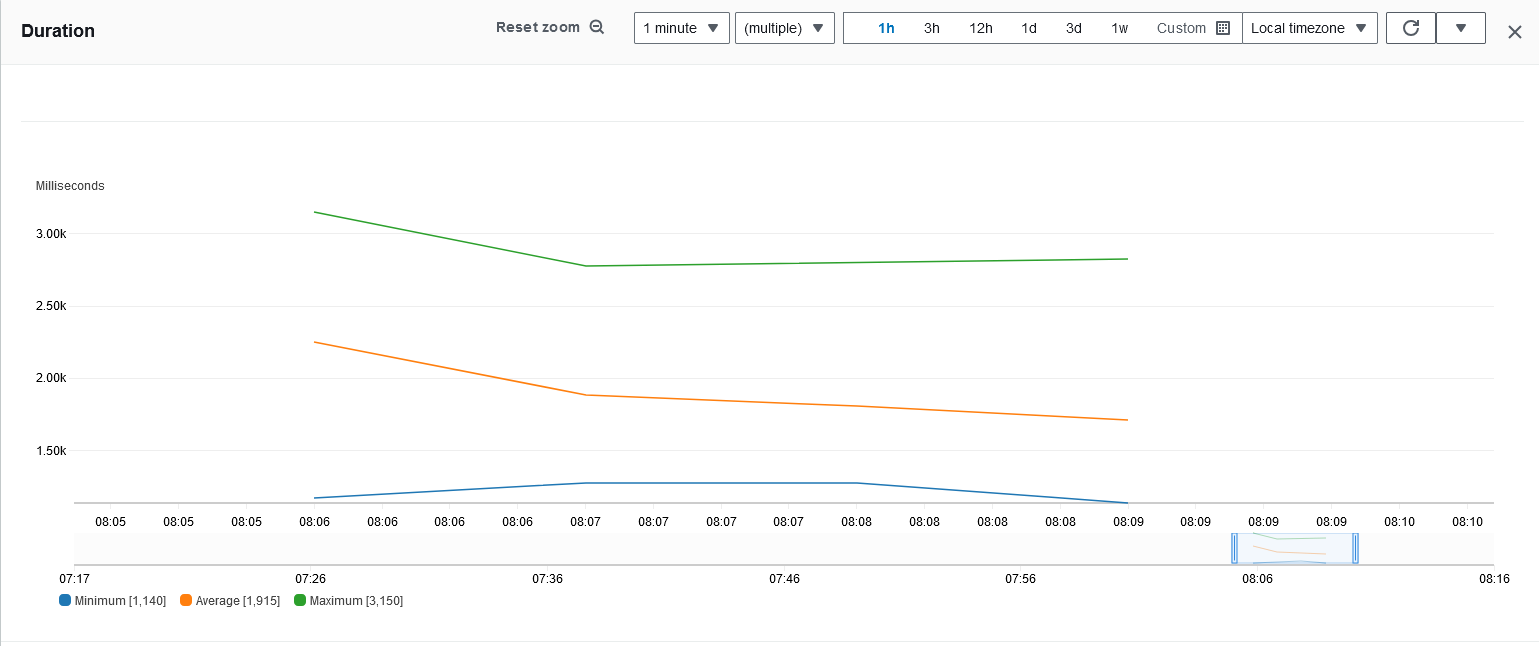 Duration Reset zoom 1 minute (multiple) 1h 3h 12h 1d 3d 1w Custom Local timezone
Milliseconds
3.00k
2.50k
2.00k
1.50k
08:05 08:05 08:05 08:06 08:06 08:06 08:06 08:07 08:07 08:07 08:07 08:08 08:08 08:08 08:08 08:09 08:09 08:09 08:09 08:10 08:10
07:17 07:26 07:36 07:46 07:56 08:06 08:16
Minimum [1,140] Average [1,915] Maximum [3,150]